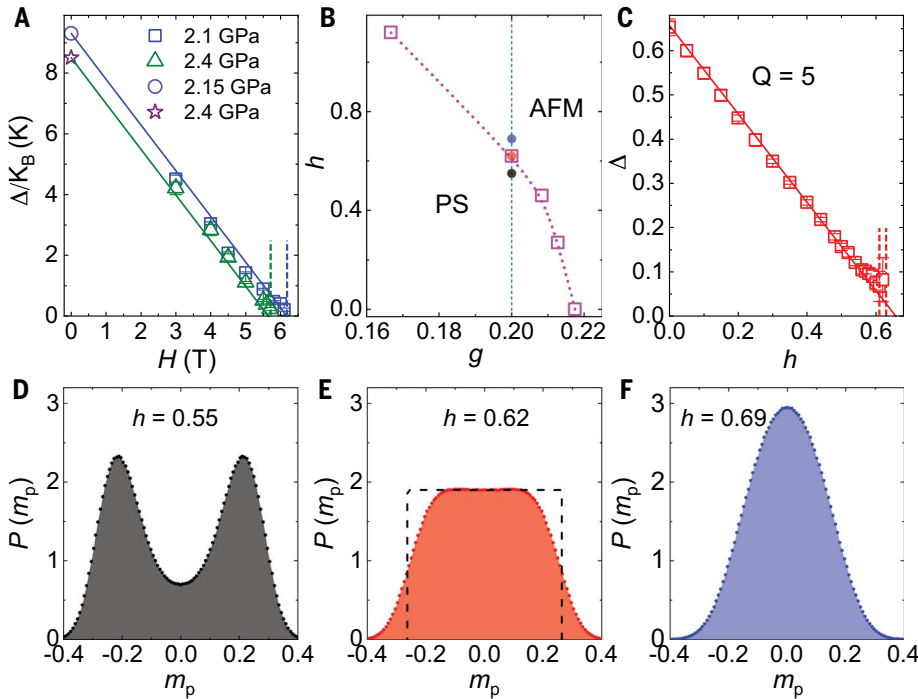 A
Δ/K_B (K)
8
6
4
2
0
0 1 2 3 4 5 6
H (T)
2.1 GPa
2.4 GPa
2.15 GPa
2.4 GPa
B
h
0.8
0.4
0.0
0.16 0.18 0.20 0.22
g
AFM
PS
C
Δ
0.6
0.5
0.4
0.3
0.2
0.1
0.0
0.0 0.2 0.4 0.6
h
Q = 5
D
h = 0.55
P (m_p)
3
2
1
0
-0.4 -0.2 0.0 0.2 0.4
m_p
E
h = 0.62
P (m_p)
3
2
1
0
-0.4 -0.2 0.0 0.2 0.4
m_p
F
h = 0.69
P (m_p)
3
2
1
0
-0.4 -0.2 0.0 0.2 0.4
m_p